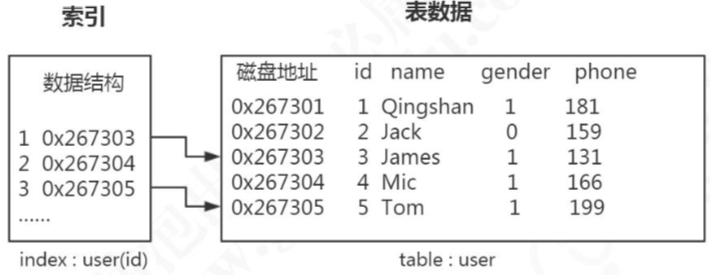 索引
表数据
数据结构
1 0x267303
2 0x267304
3 0x267305
......
index : user(id)
磁盘地址 id name gender phone
0x267301 1 Qingshan 1 181
0x267302 2 Jack 0 159
0x267303 3 James 1 131
0x267304 4 Mic 1 166
0x267305 5 Tom 1 199
table : user